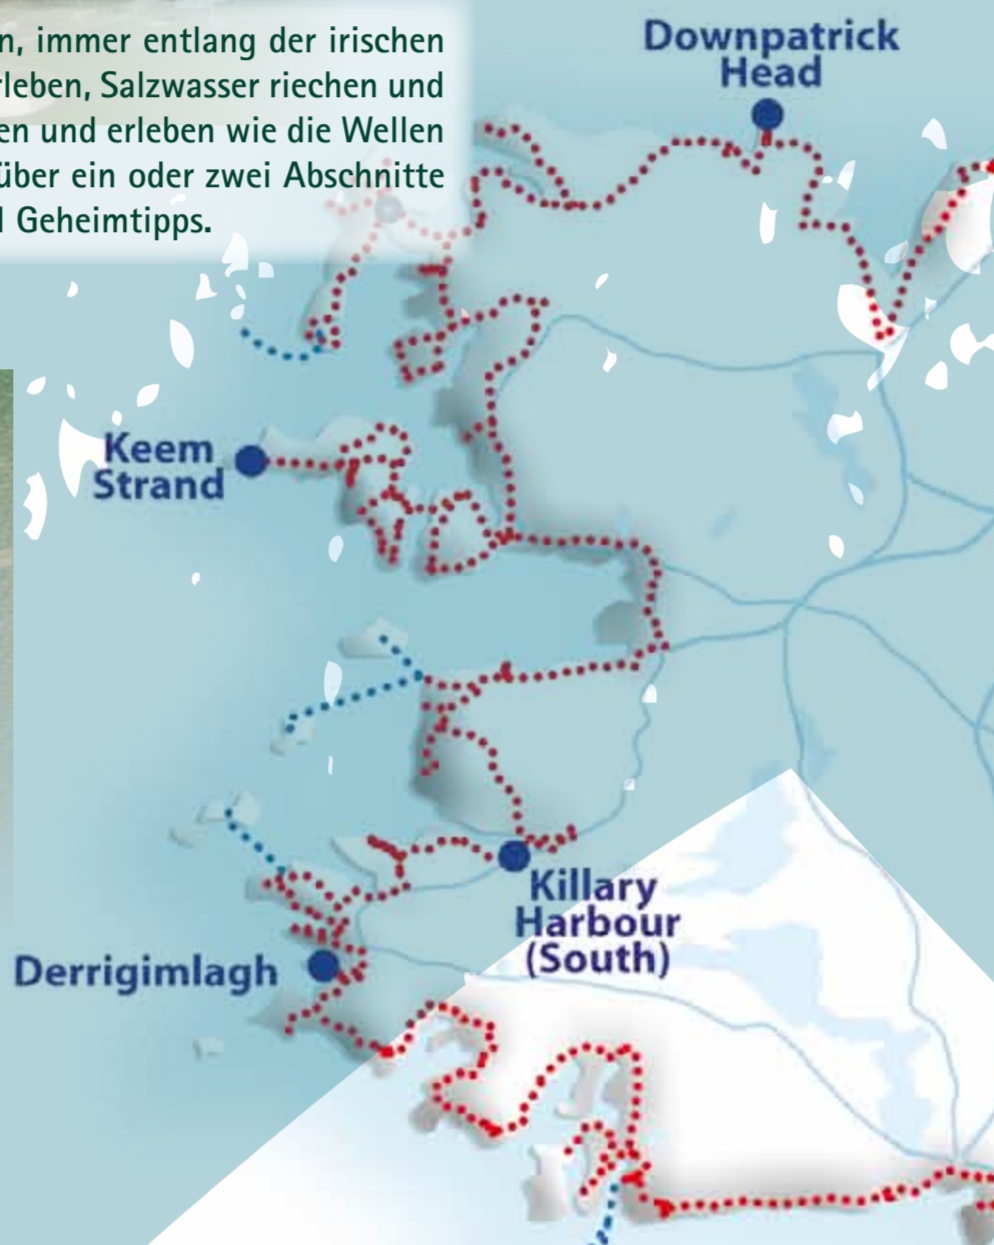 n, immer entlang der irischen
rleben, Salzwasser riechen und
en und erleben wie die Wellen
über ein oder zwei Abschnitte
l Geheimtipps.
Downpatrick
Head
Keem
Strand
Killary
Harbour
(South)
Derrigimlagh